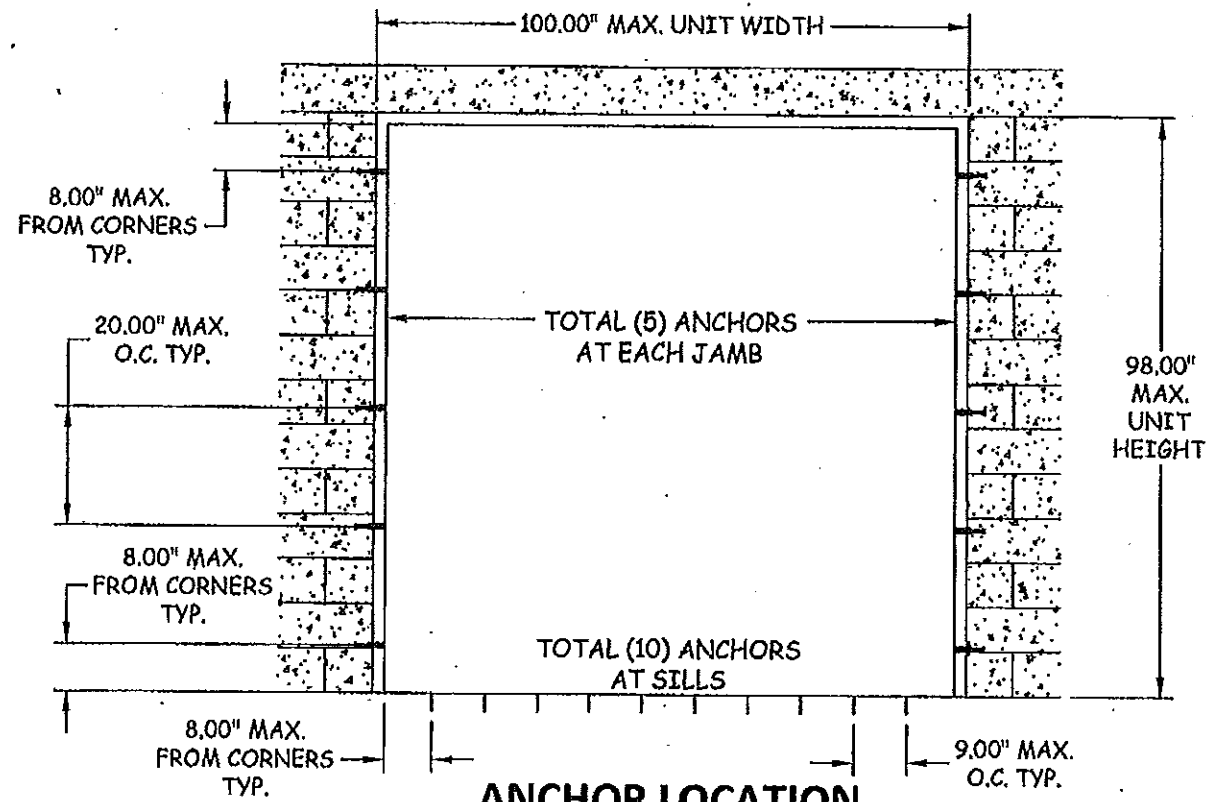 100.00" MAX. UNIT WIDTH
8.00" MAX.
FROM CORNERS
TYP.
20.00" MAX.
O.C. TYP.
TOTAL (5) ANCHORS
AT EACH JAMB
98.00"
MAX.
UNIT
HEIGHT
8.00" MAX.
FROM CORNERS
TYP.
TOTAL (10) ANCHORS
AT SILLS
8.00" MAX.
FROM CORNERS
TYP.
9.00" MAX.
O.C. TYP.
ANCHOR LOCATION